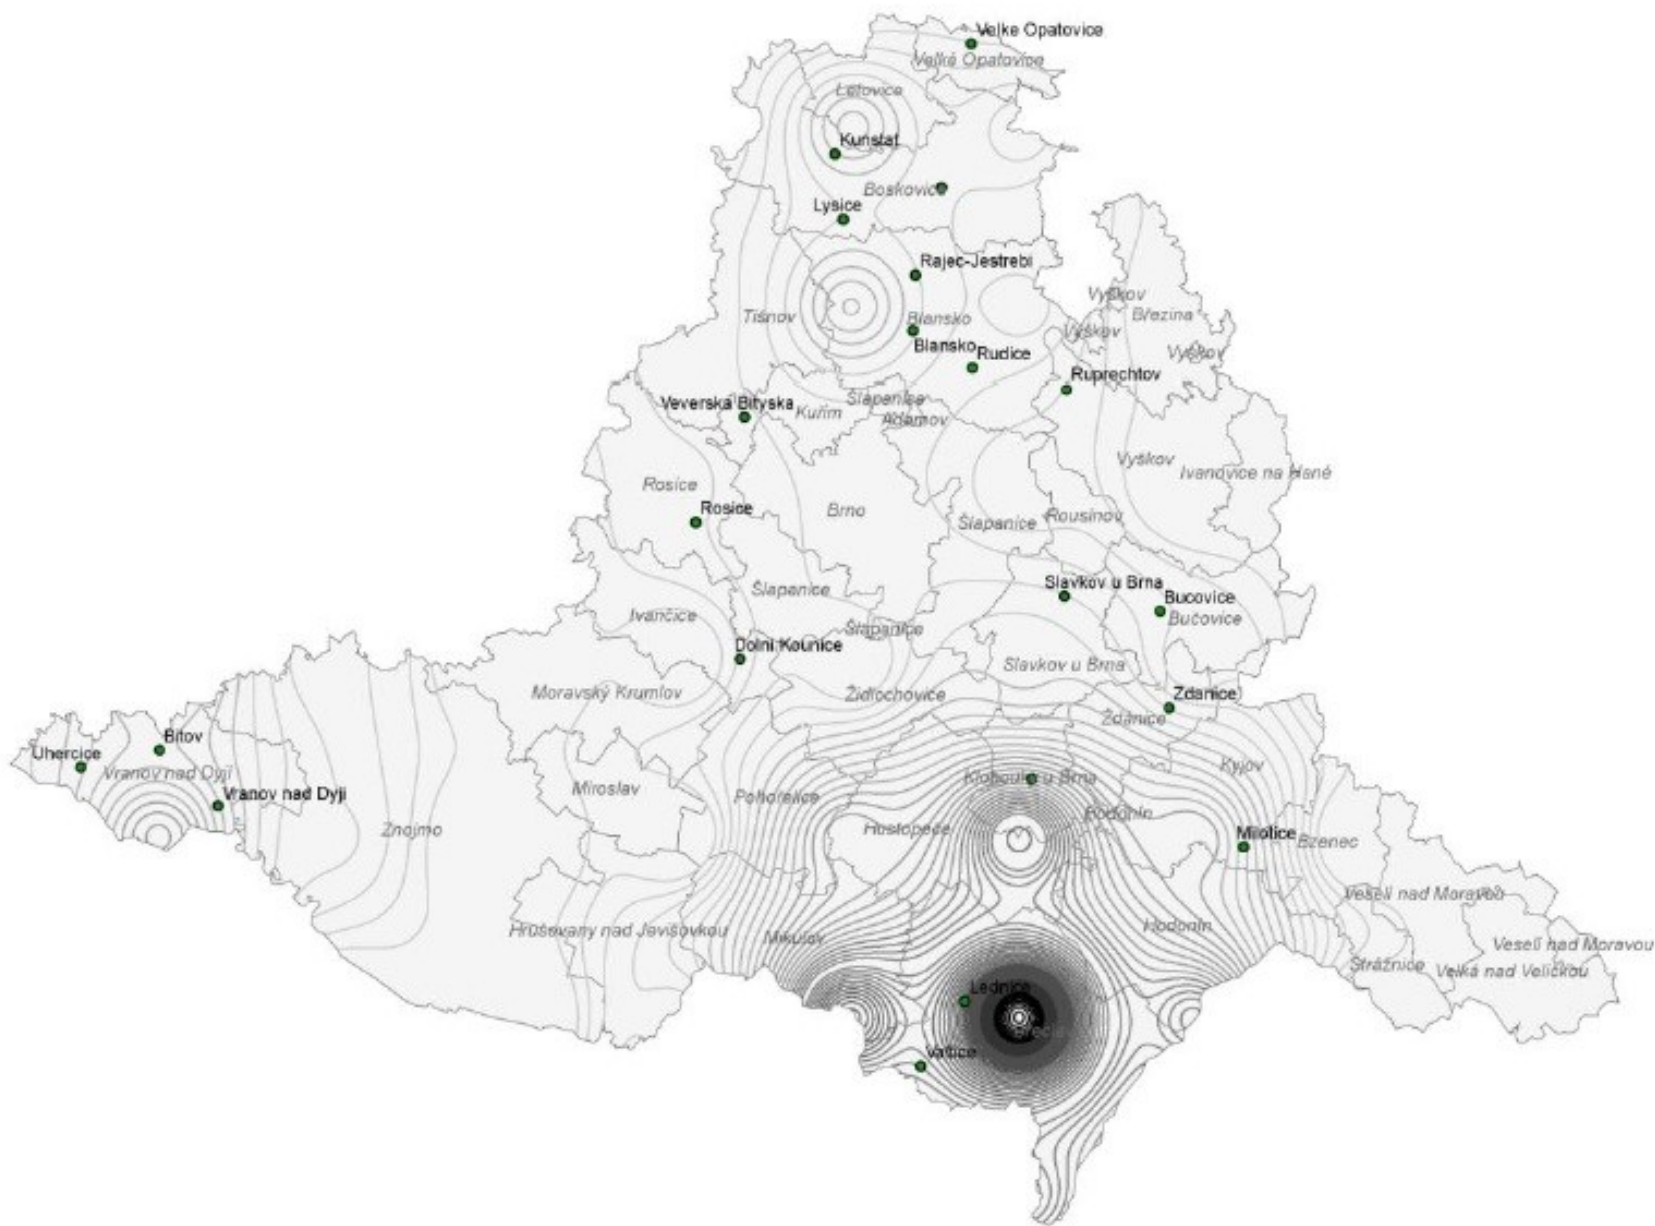 Velke Opatovice
Velké Opatovice
Letovice
Kunstat
Boskovice
Lysice
Rajec-Jestrebi
Vyškov
Březina
Tišnov
Blansko
Vyškov
Blansko
Vyškov
Rudice
Ruprechtov
Veverska Bityska
Šlapanice
Kuřim
Adamov
Vyškov
Ivanovice na Hané
Rosice
Rosice
Brno
Šlapanice
Rousínov
Šlapanice
Slavkov u Brna
Bucovice
Bučovice
Ivančice
Šlapanice
Dolni Kounice
Slavkov u Brna
Moravský Krumlov
Židlochovice
Zdanice
Ždánice
Bitov
Uhercice
Vranov nad Dyjí
Kyjov
Klobouky u Brna
Miroslav
Pohořelice
Vranov nad Dyji
Znojmo
Hustopeče
Hodonín
Milotice
Bzenec
Veselí nad Moravou
Hrušovany nad Jevišovkou
Mikulov
Hodonín
Veselí nad Moravou
Strážnice
Velká nad Veličkou
Lednice
Valtice